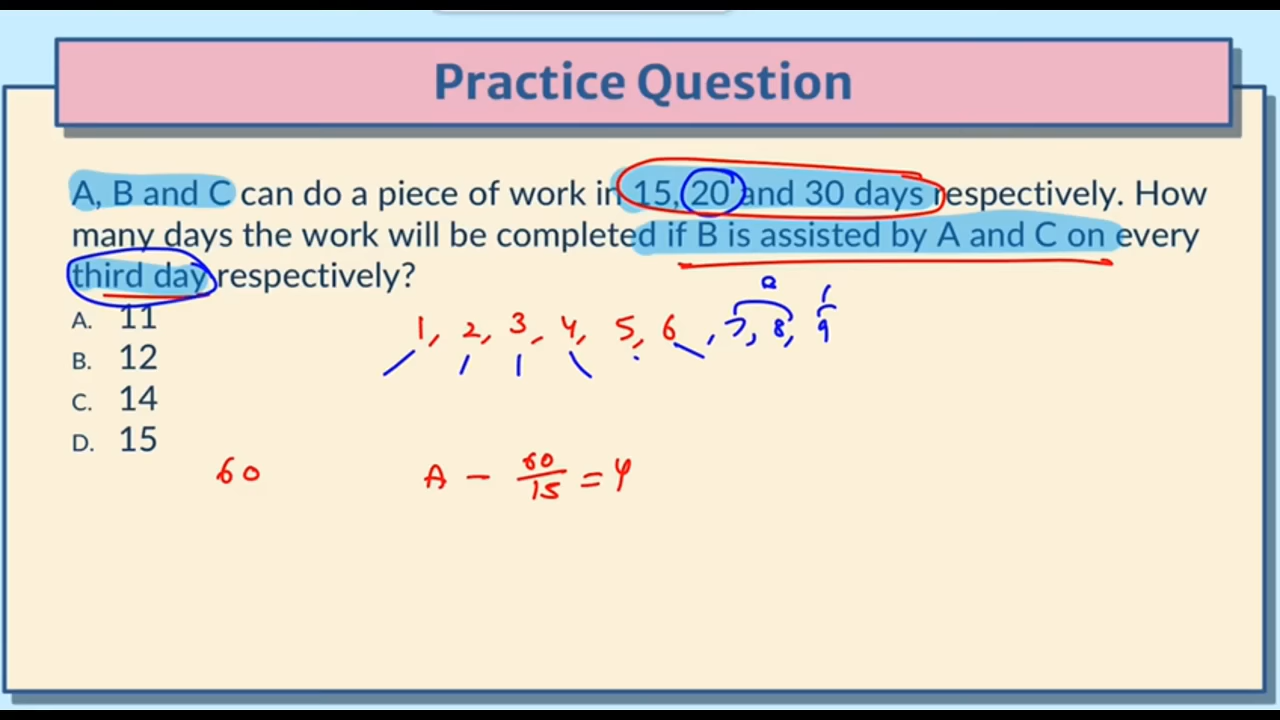 Practice Question
A, B and C can do a piece of work in 15, 20 and 30 days respectively. How
many days the work will be completed if B is assisted by A and C on every
third day respectively?
A. 11
B. 12
C. 14
D. 15
1, 2, 3, 4, 5, 6, 7, 8, 9
60
A - 60/15 = 4